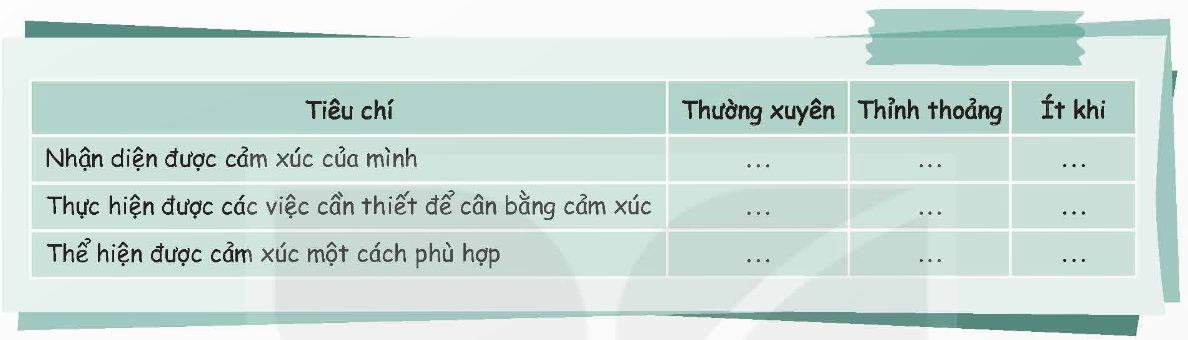 Tiêu chí Thường xuyên Thỉnh thoảng Ít khi
Nhận diện được cảm xúc của mình ... ... ...
Thực hiện được các việc cần thiết để cân bằng cảm xúc ... ... ...
Thể hiện được cảm xúc một cách phù hợp ... ... ...